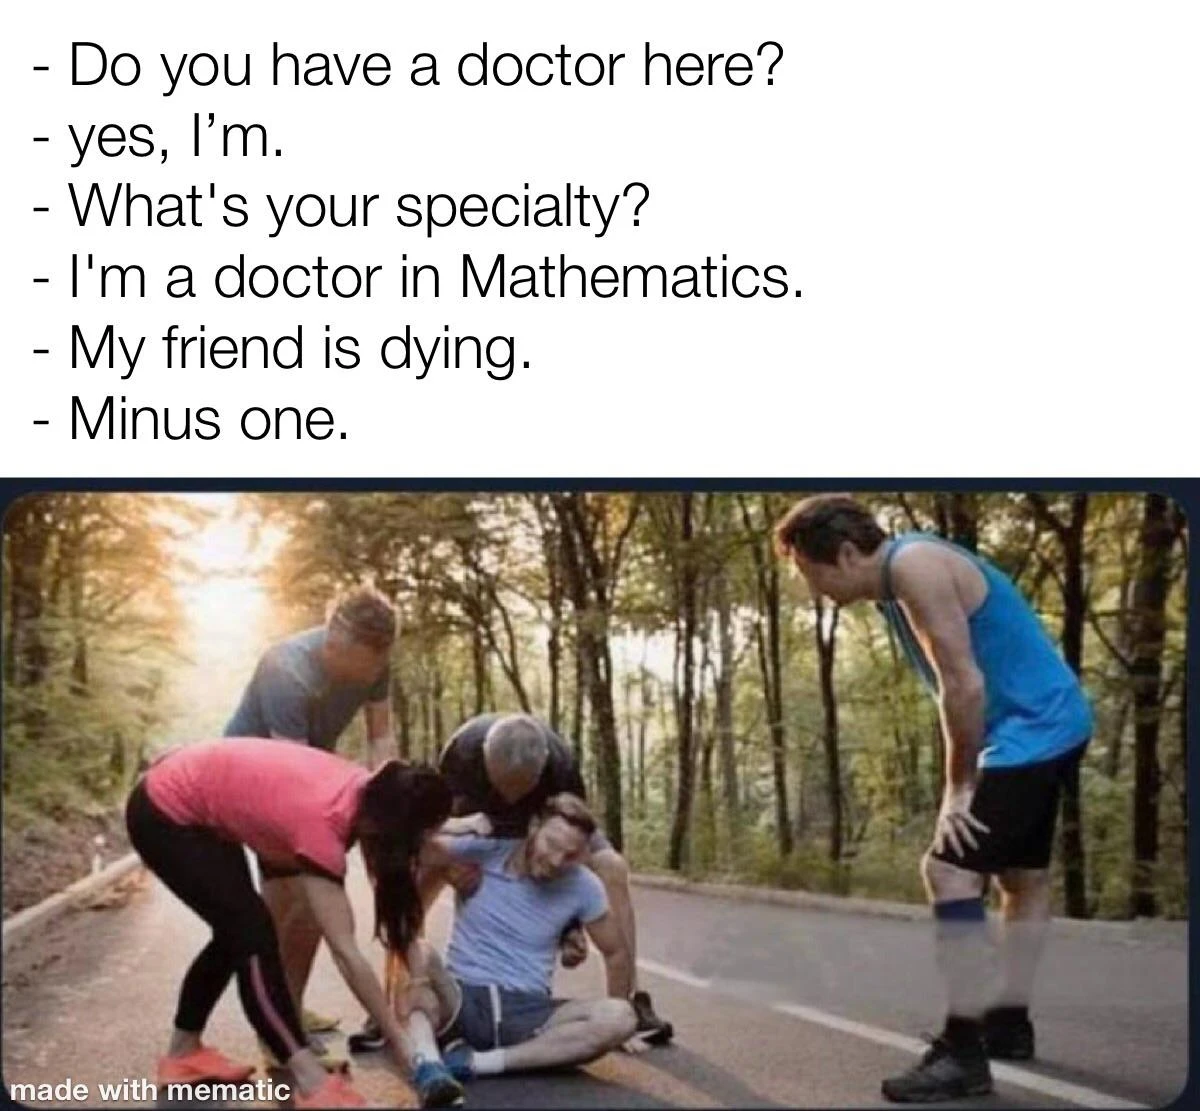 - Do you have a doctor here?
- yes, I’m.
- What's your specialty?
- I'm a doctor in Mathematics.
- My friend is dying.
- Minus one.
made with mematic